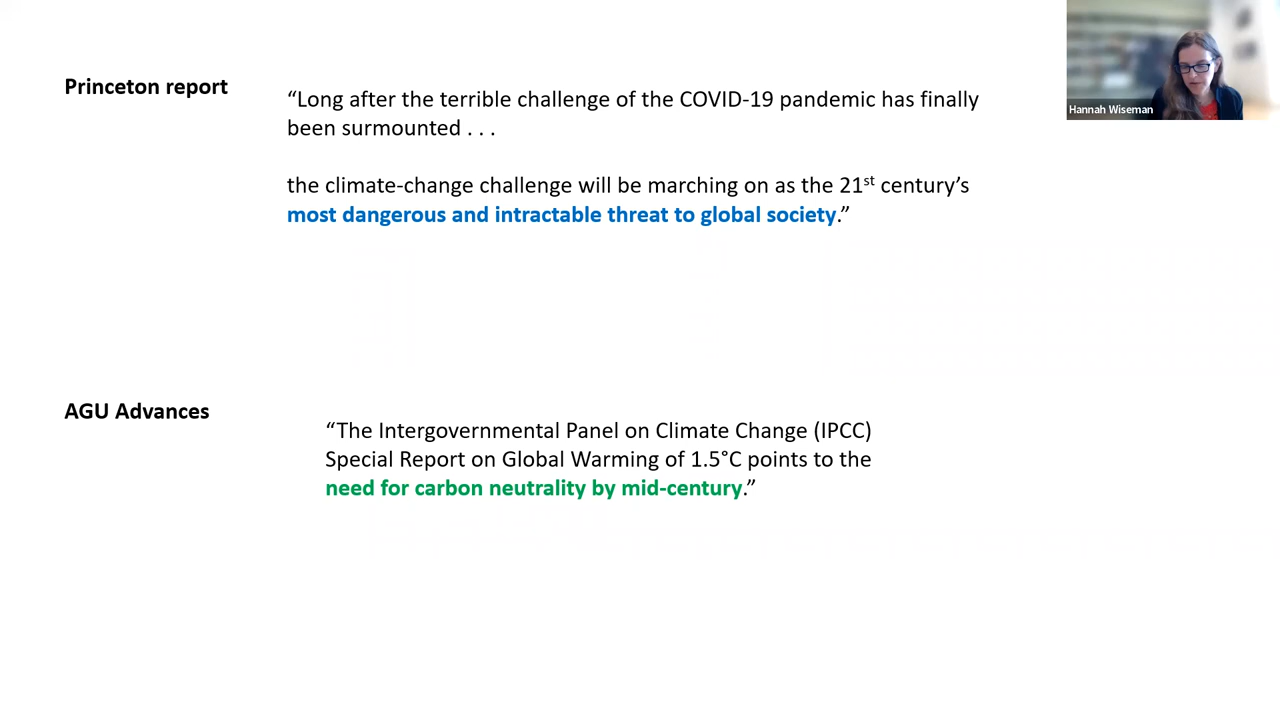 Princeton report
“Long after the terrible challenge of the COVID-19 pandemic has finally
been surmounted . . .
the climate-change challenge will be marching on as the 21st century’s
most dangerous and intractable threat to global society.”
Hannah Wiseman
AGU Advances
“The Intergovernmental Panel on Climate Change (IPCC)
Special Report on Global Warming of 1.5°C points to the
need for carbon neutrality by mid-century.”